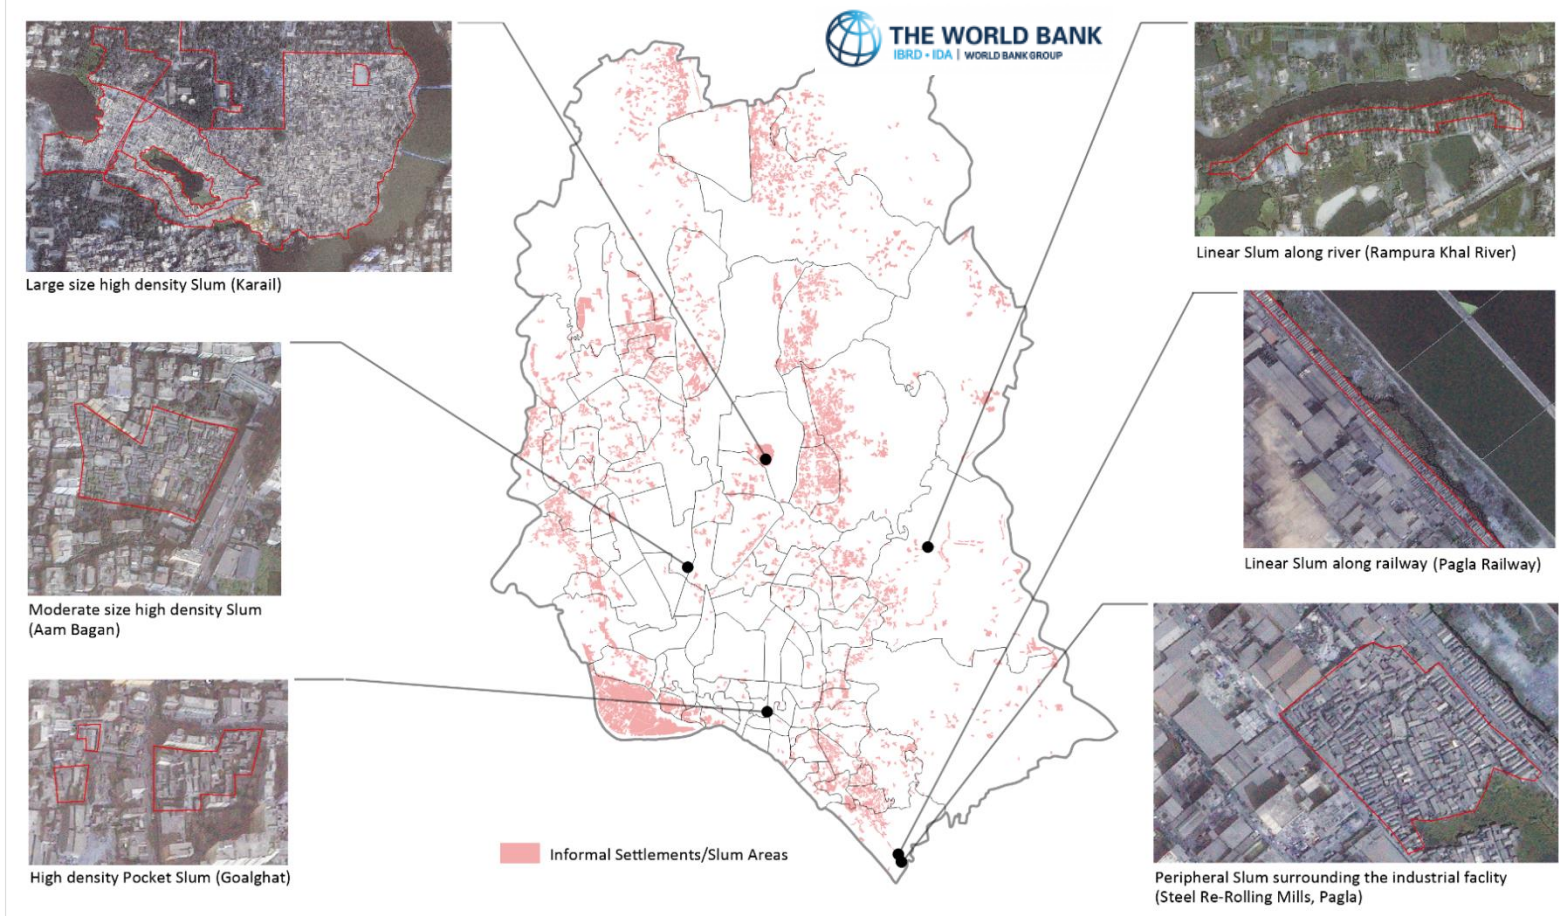 THE WORLD BANK
IBRD • IDA | WORLD BANK GROUP
Large size high density Slum (Karail)
Linear Slum along river (Rampura Khal River)
Moderate size high density Slum
(Aam Bagan)
Linear Slum along railway (Pagla Railway)
High density Pocket Slum (Goalghat)
Informal Settlements/Slum Areas
Peripheral Slum surrounding the industrial faclity
(Steel Re-Rolling Mills, Pagla)